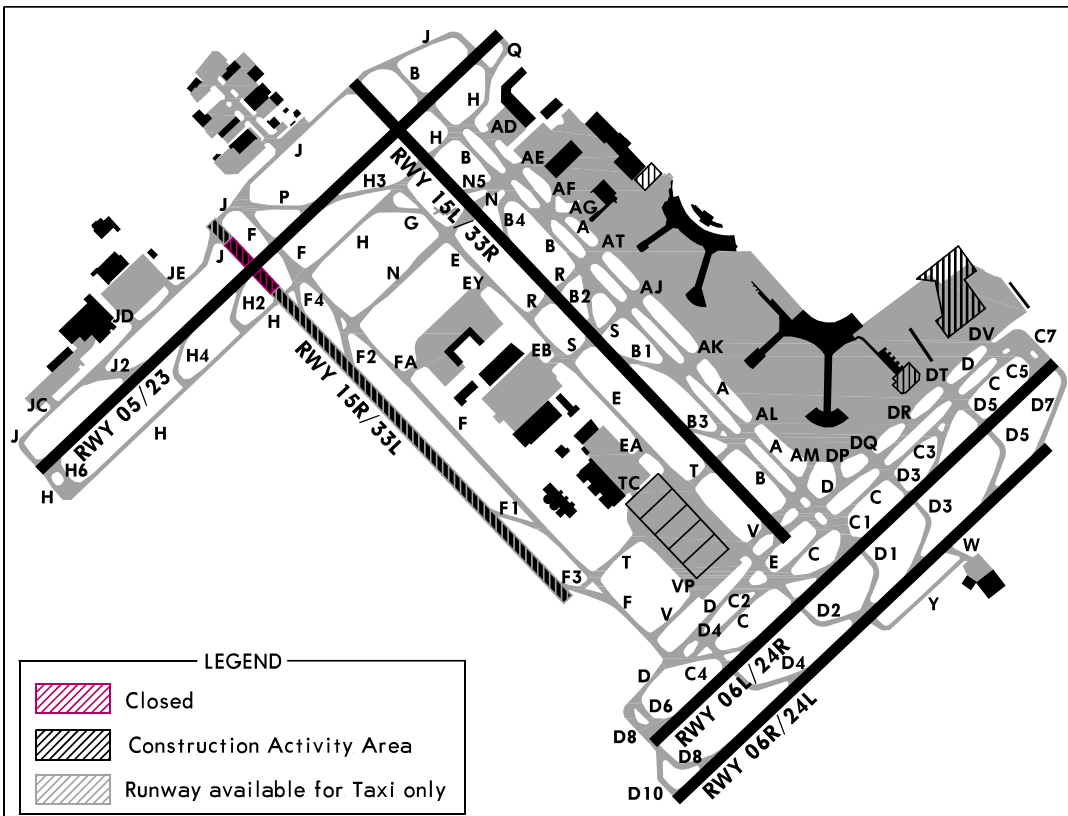 J
Q
B
H
AD
H
J
B
AE
RWY 15L/33R
H3
N5
AF
P
N
AG
J
G
B4
A
F
AT
H
B
J
F
E
JE
N
R
EY
AJ
H2
F4
R
B2
JD
H
S
DV
C7
S
EB
B1
AK
J2
H4
F2
FA
D
C5
DT
C
RWY 15R/33L
E
A
D5
D7
JC
RWY 05/23
AL
DR
F
B3
J
H
EA
A
DQ
D5
AM
DP
C3
H6
T
D3
H
TC
B
D
C
F1
D3
V
C1
W
T
E
C
D1
F3
VP
F
V
D
C2
Y
D2
C
D4
LEGEND
D
C4
D4
Closed
D6
RWY 06L/24R
Construction Activity Area
D8
D8
RWY 06R/24L
Runway available for Taxi only
D10